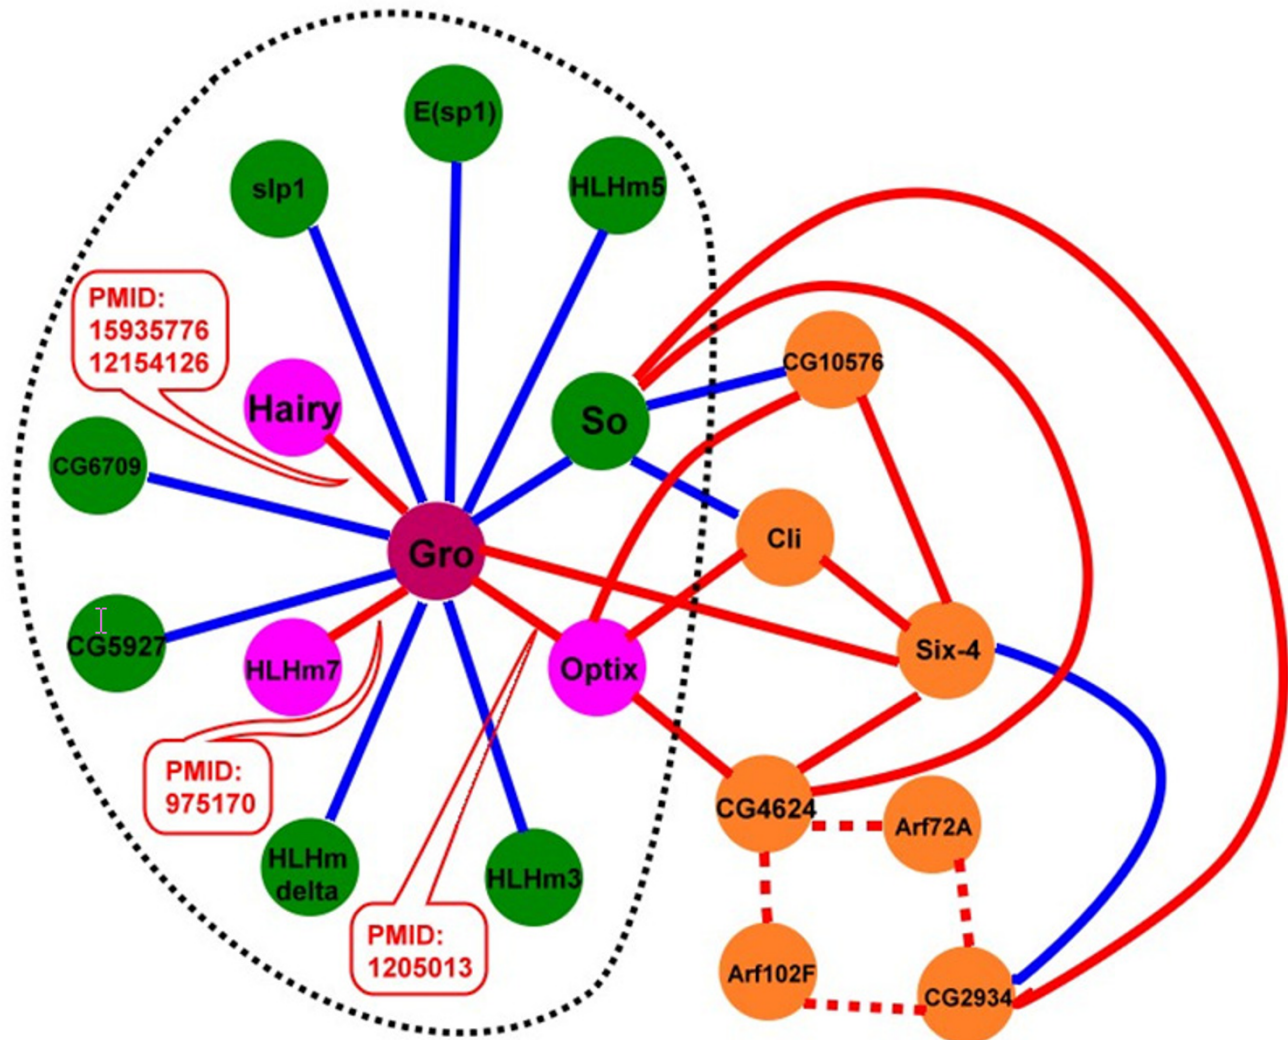 E(sp1)
slp1
HLHm5
PMID:
15935776
12154126
CG10576
Hairy
So
CG6709
Cli
Gro
CG5927
HLHm7
Optix
Six-4
PMID:
975170
CG4624
Arf72A
HLHm
delta
HLHm3
PMID:
1205013
Arf102F
CG2934